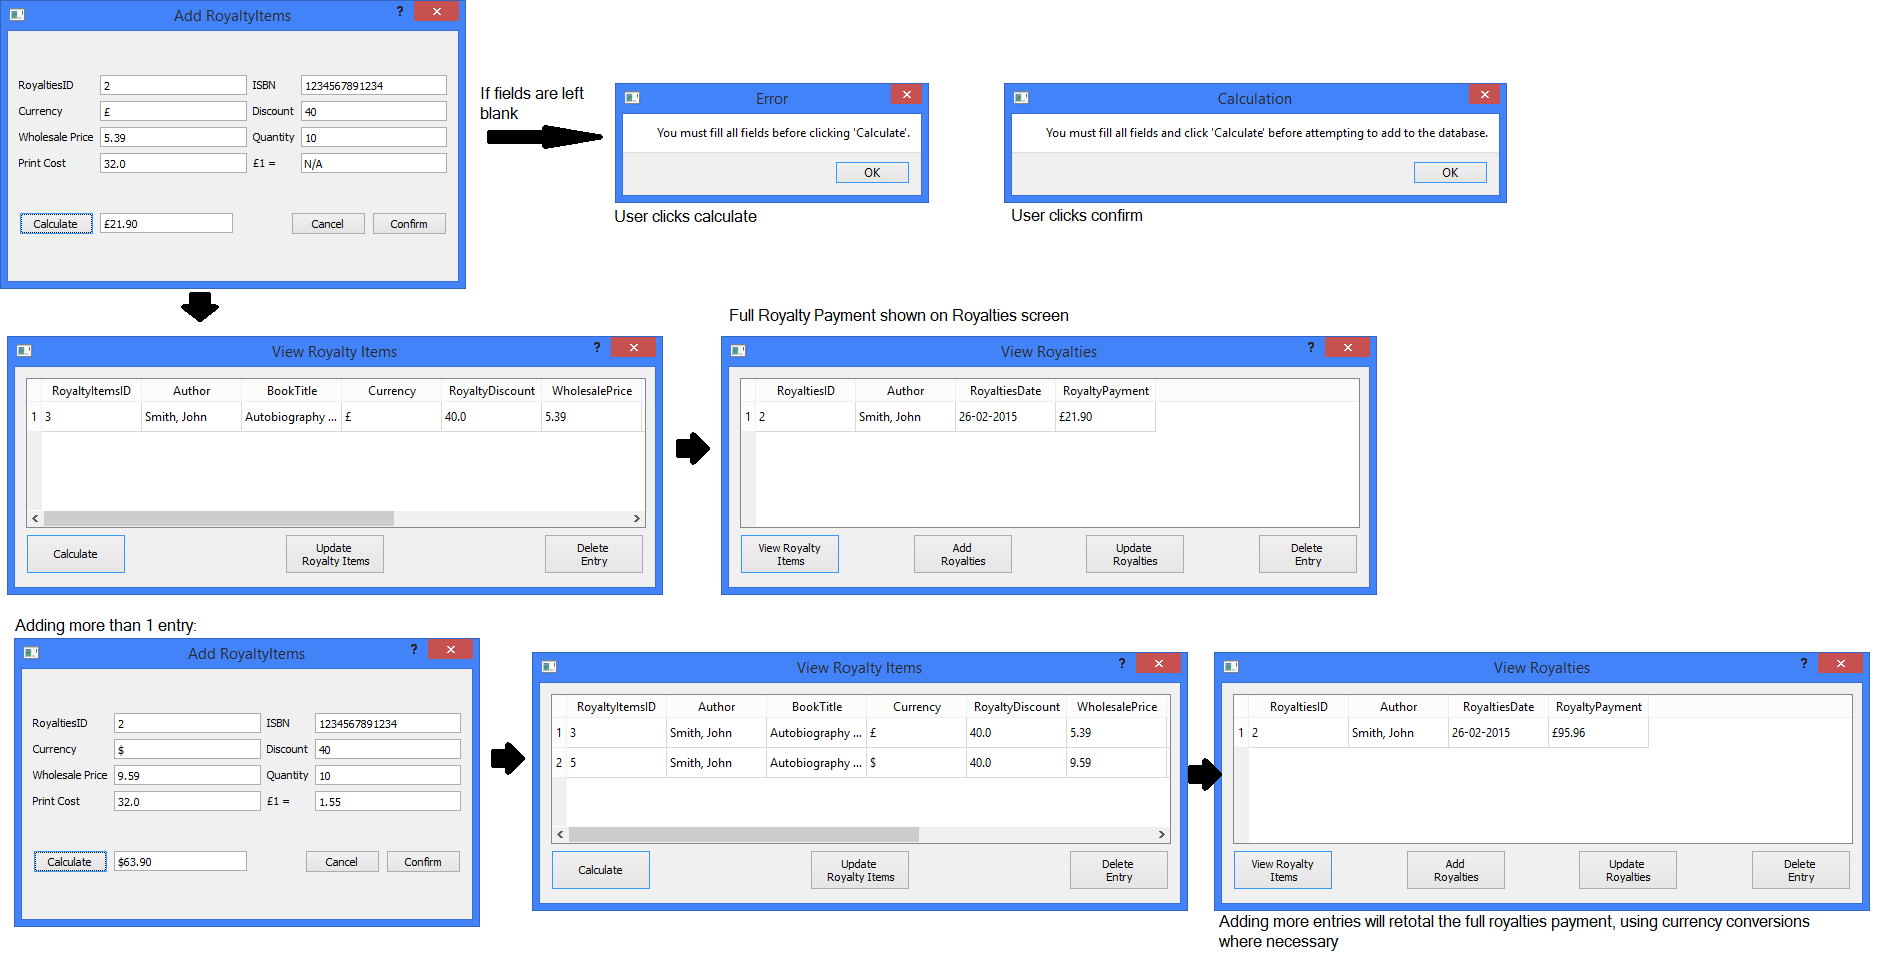 Add RoyaltyItems ?
RoyaltiesID 2 ISBN 1234567891234
Currency £ Discount 40
Wholesale Price 5.39 Quantity 10
Print Cost 32.0 £1 = N/A
Calculate £21.90 Cancel Confirm
If fields are left
blank
Error
You must fill all fields before clicking 'Calculate'.
OK
User clicks calculate
Calculation
You must fill all fields and click 'Calculate' before attempting to add to the database.
OK
User clicks confirm
View Royalty Items ?
RoyaltyItemsID Author BookTitle Currency RoyaltyDiscount WholesalePrice
1 3 Smith, John Autobiography ... £ 40.0 5.39
Calculate Update Royalty Items Delete Entry
Full Royalty Payment shown on Royalties screen
View Royalties ?
RoyaltiesID Author RoyaltiesDate RoyaltyPayment
1 2 Smith, John 26-02-2015 £21.90
View Royalty Items Add Royalties Update Royalties Delete Entry
Adding more than 1 entry:
Add RoyaltyItems ?
RoyaltiesID 2 ISBN 1234567891234
Currency $ Discount 40
Wholesale Price 9.59 Quantity 10
Print Cost 32.0 £1 = 1.55
Calculate $63.90 Cancel Confirm
View Royalty Items ?
RoyaltyItemsID Author BookTitle Currency RoyaltyDiscount WholesalePrice
1 3 Smith, John Autobiography ... £ 40.0 5.39
2 5 Smith, John Autobiography ... $ 40.0 9.59
Calculate Update Royalty Items Delete Entry
View Royalties ?
RoyaltiesID Author RoyaltiesDate RoyaltyPayment
1 2 Smith, John 26-02-2015 £95.96
View Royalty Items Add Royalties Update Royalties Delete Entry
Adding more entries will retotal the full royalties payment, using currency conversions
where necessary